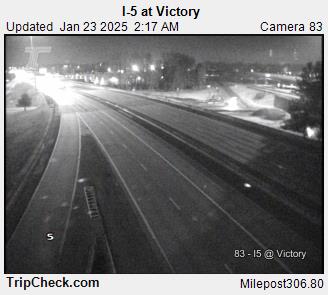 I-5 at Victory
Updated  Jan 23 2025  2:17 AM
Camera 83
S
83 - I5 @ Victory
TripCheck.com
Milepost306.80